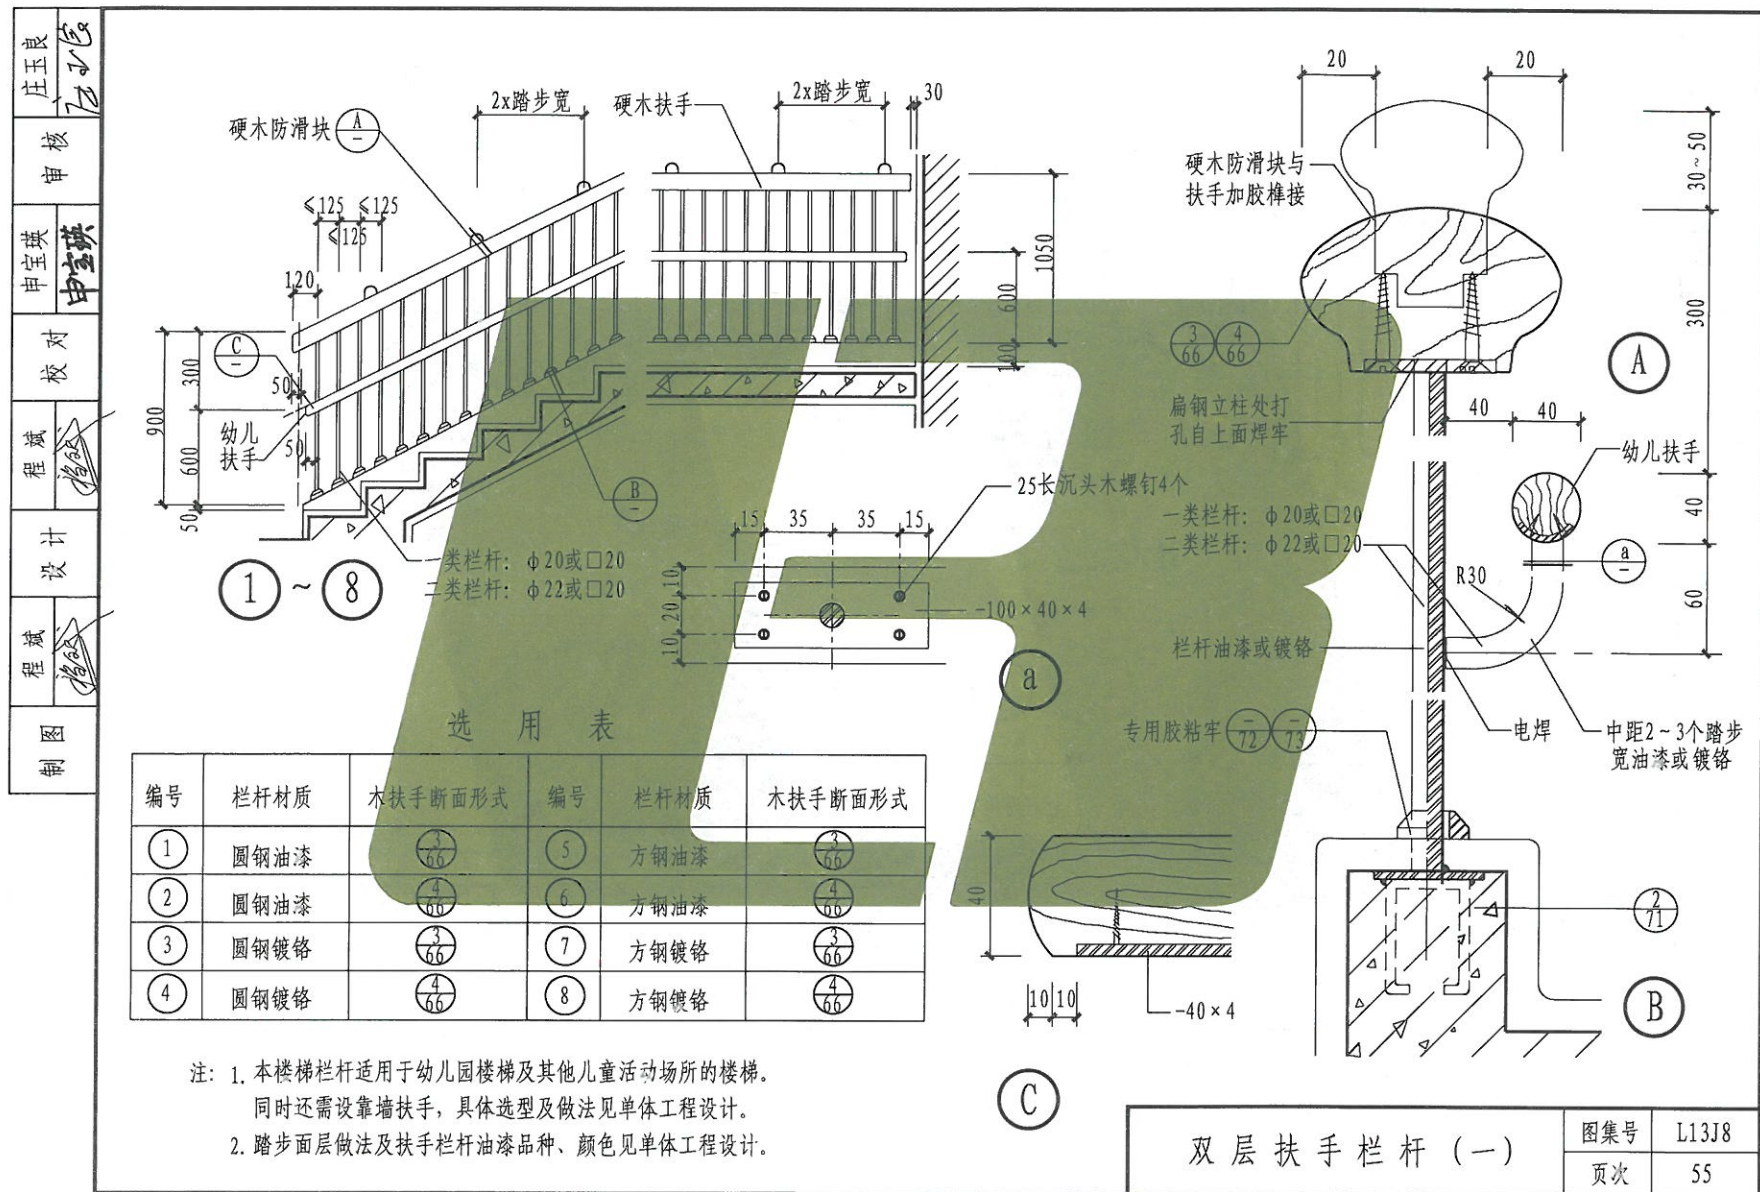 庄玉良
审核
申宝瑛
申宝瑛
校对
程斌
设计
程斌
制图
硬木防滑块
A
—
2x踏步宽
硬木扶手
2x踏步宽
30
≤125
≤125
≤125
120
C
—
50
900
300
600
50
幼儿
扶手
50
1050
600
100
B
—
①~⑧
一类栏杆：φ20或□20
二类栏杆：φ22或□20
25长沉头木螺钉4个
15
35
35
15
10
20
10
-100×40×4
a
20
20
30~50
硬木防滑块与
扶手加胶榫接
300
3
66
4
66
A
扁钢立柱处打
孔自上面焊牢
40
40
幼儿扶手
一类栏杆：φ20或□20
二类栏杆：φ22或□20
40
a
—
R30
60
栏杆油漆或镀铬
专用胶粘牢
—
72
—
73
电焊
中距2~3个踏步
宽油漆或镀铬
2
71
B
40
10
10
-40×4
C
选用表
编号 栏杆材质 木扶手断面形式 编号 栏杆材质 木扶手断面形式
① 圆钢油漆 3/66 ⑤ 方钢油漆 3/66
② 圆钢油漆 4/66 ⑥ 方钢油漆 4/66
③ 圆钢镀铬 3/66 ⑦ 方钢镀铬 3/66
④ 圆钢镀铬 4/66 ⑧ 方钢镀铬 4/66
注：1. 本楼梯栏杆适用于幼儿园楼梯及其他儿童活动场所的楼梯。
同时还需设靠墙扶手，具体选型及做法见单体工程设计。
2. 踏步面层做法及扶手栏杆油漆品种、颜色见单体工程设计。
双层扶手栏杆（一）
图集号 L13J8
页次 55